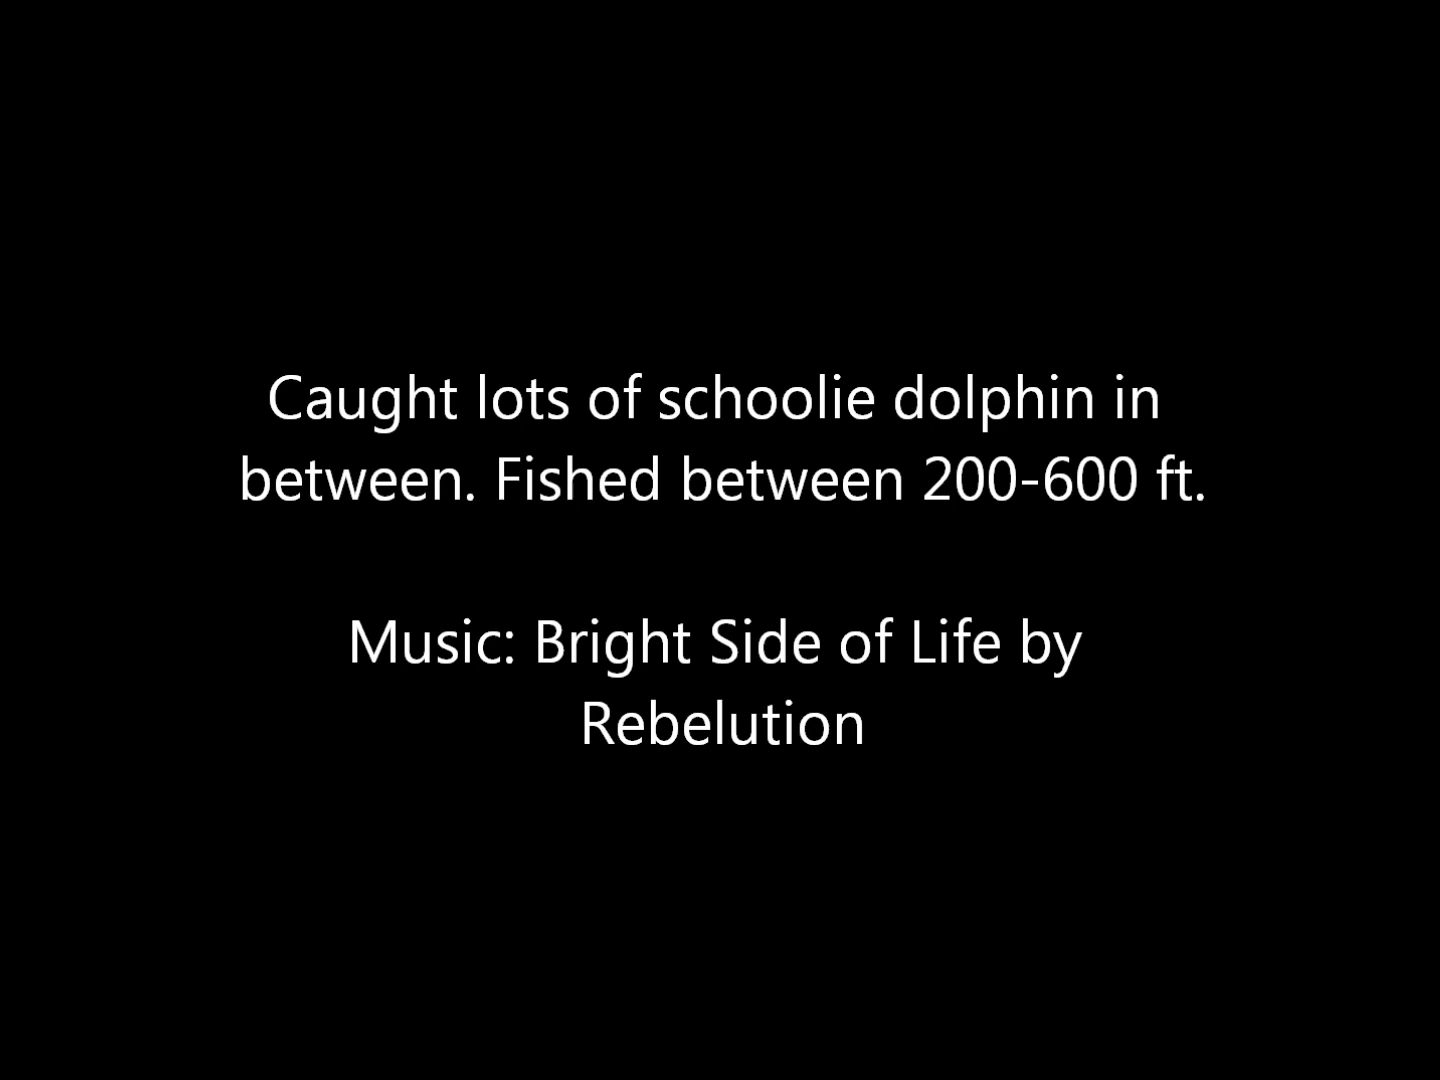 Caught lots of schoolie dolphin in
between. Fished between 200-600 ft.
Music: Bright Side of Life by
Rebelution